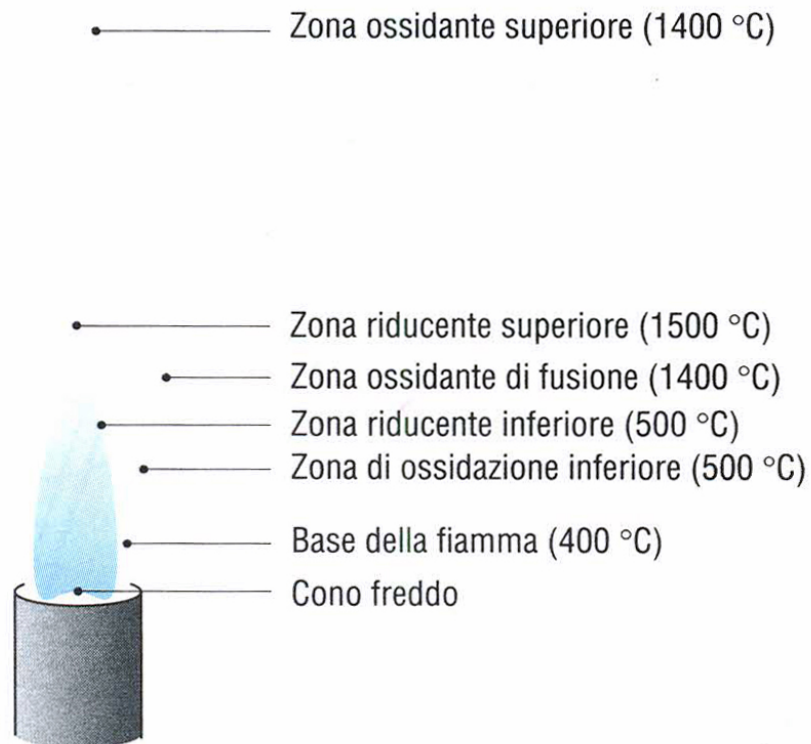 Zona ossidante superiore (1400 °C)
Zona riducente superiore (1500 °C)
Zona ossidante di fusione (1400 °C)
Zona riducente inferiore (500 °C)
Zona di ossidazione inferiore (500 °C)
Base della fiamma (400 °C)
Cono freddo